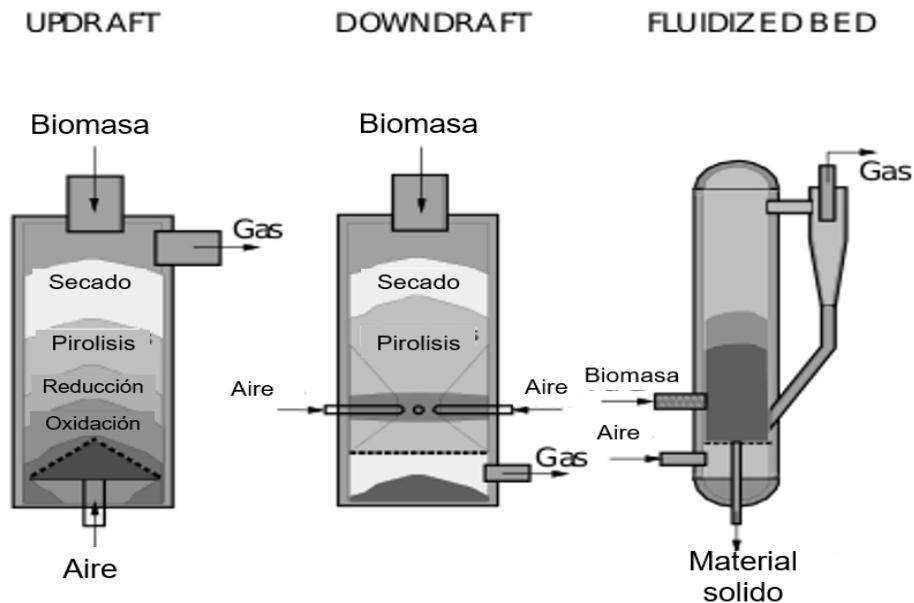 UPDRAFT
Biomasa
Gas
Secado
Pirolisis
Reducción
Oxidación
Aire
DOWNDRAFT
Biomasa
Secado
Pirolisis
Aire
Aire
Gas
FLUIDIZED BED
Gas
Biomasa
Aire
Material
solido